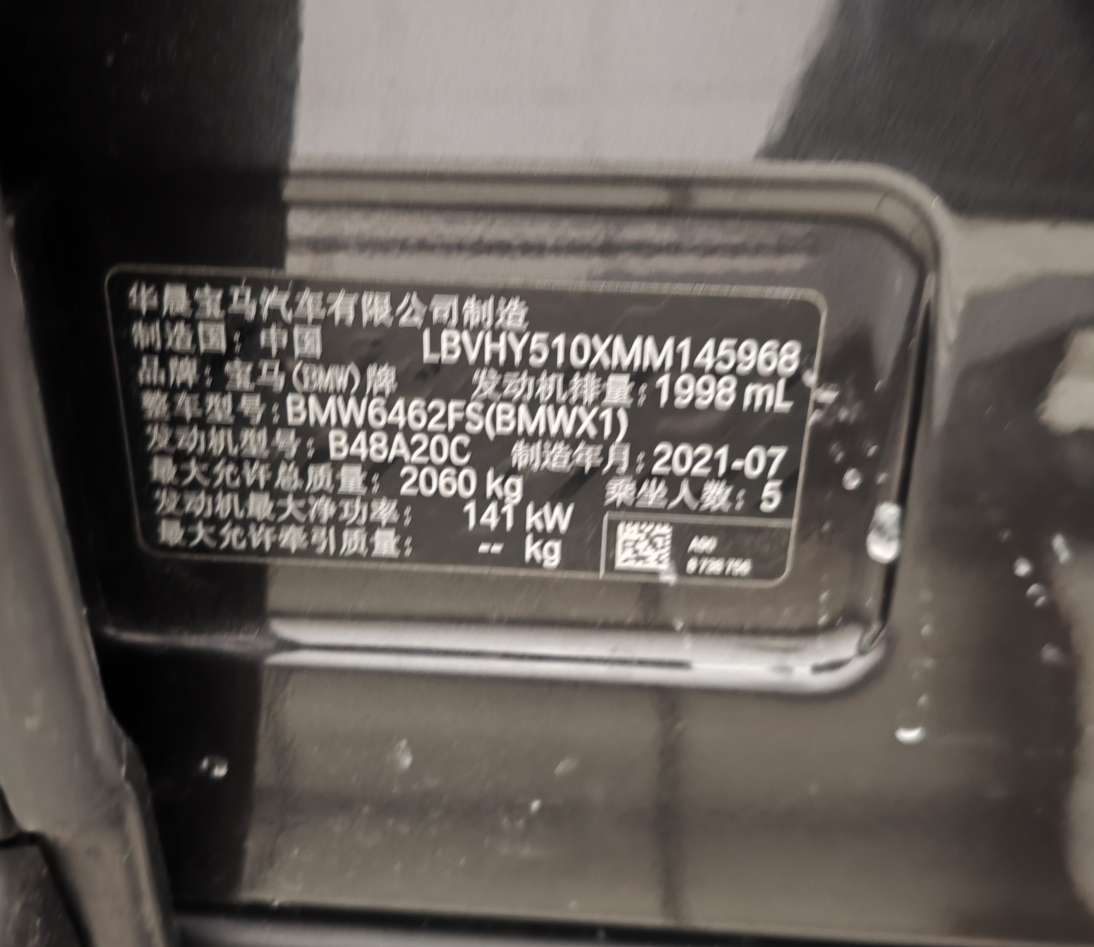 华晨宝马汽车有限公司制造
制造国：中国 LBVHY510XMM145968
品牌：宝马(BMW)牌 发动机排量：1998 mL
整车型号：BMW6462FS(BMWX1)
发动机型号：B48A20C 制造年月：2021-07
最大允许总质量：2060 kg 乘坐人数：5
发动机最大净功率：141 kW
最大允许牵引质量：-- kg